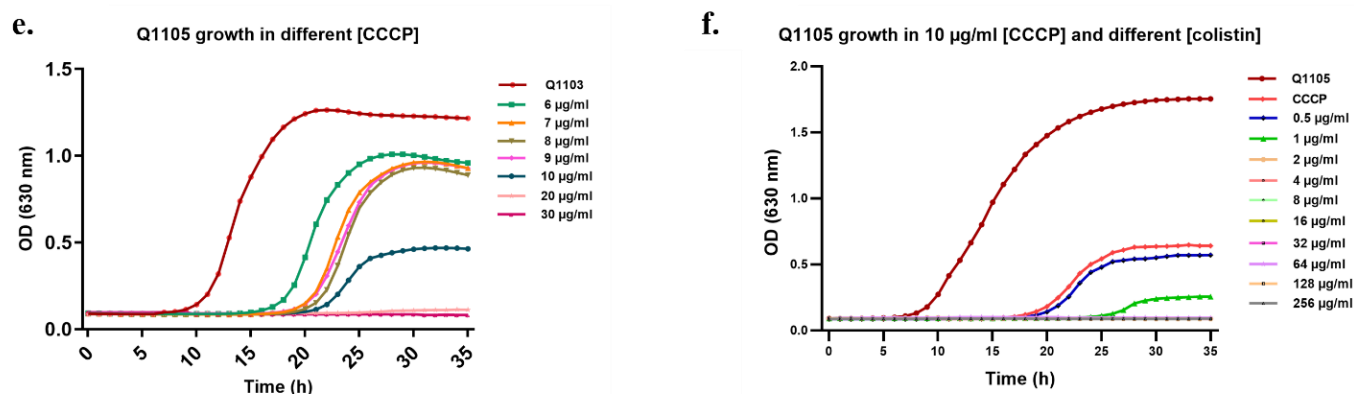 e.
Q1105 growth in different [CCCP]
OD (630 nm)
1.5
1.0
0.5
0.0
0
5
10
15
20
25
30
35
Time (h)
Q1103
6 µg/ml
7 µg/ml
8 µg/ml
9 µg/ml
10 µg/ml
20 µg/ml
30 µg/ml
f.
Q1105 growth in 10 µg/ml [CCCP] and different [colistin]
OD (630 nm)
2.0
1.5
1.0
0.5
0.0
0
5
10
15
20
25
30
35
Time (h)
Q1105
CCCP
0.5 µg/ml
1 µg/ml
2 µg/ml
4 µg/ml
8 µg/ml
16 µg/ml
32 µg/ml
64 µg/ml
128 µg/ml
256 µg/ml